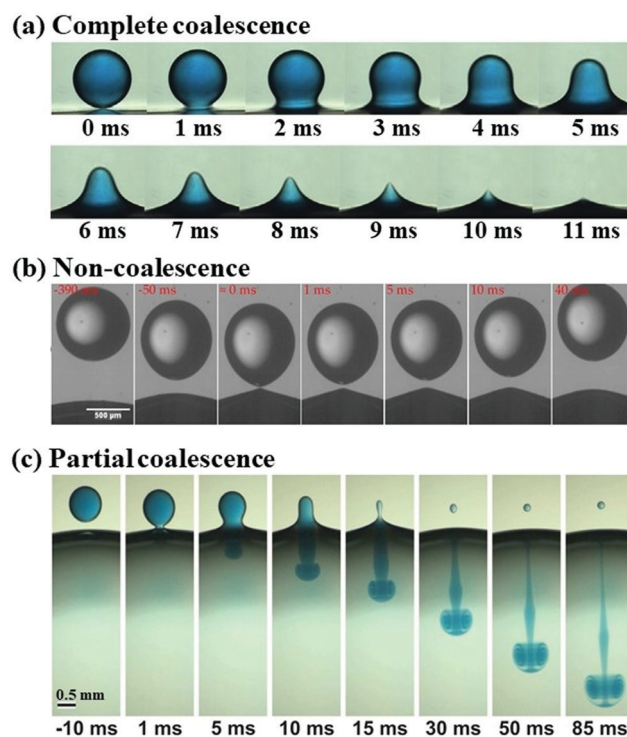 (a) Complete coalescence
0 ms 1 ms 2 ms 3 ms 4 ms 5 ms
6 ms 7 ms 8 ms 9 ms 10 ms 11 ms
(b) Non-coalescence
-390 -50 ms = 0 ms 1 ms 5 ms 10 ms 40
500 µm
(c) Partial coalescence
0.5 mm
-10 ms 1 ms 5 ms 10 ms 15 ms 30 ms 50 ms 85 ms